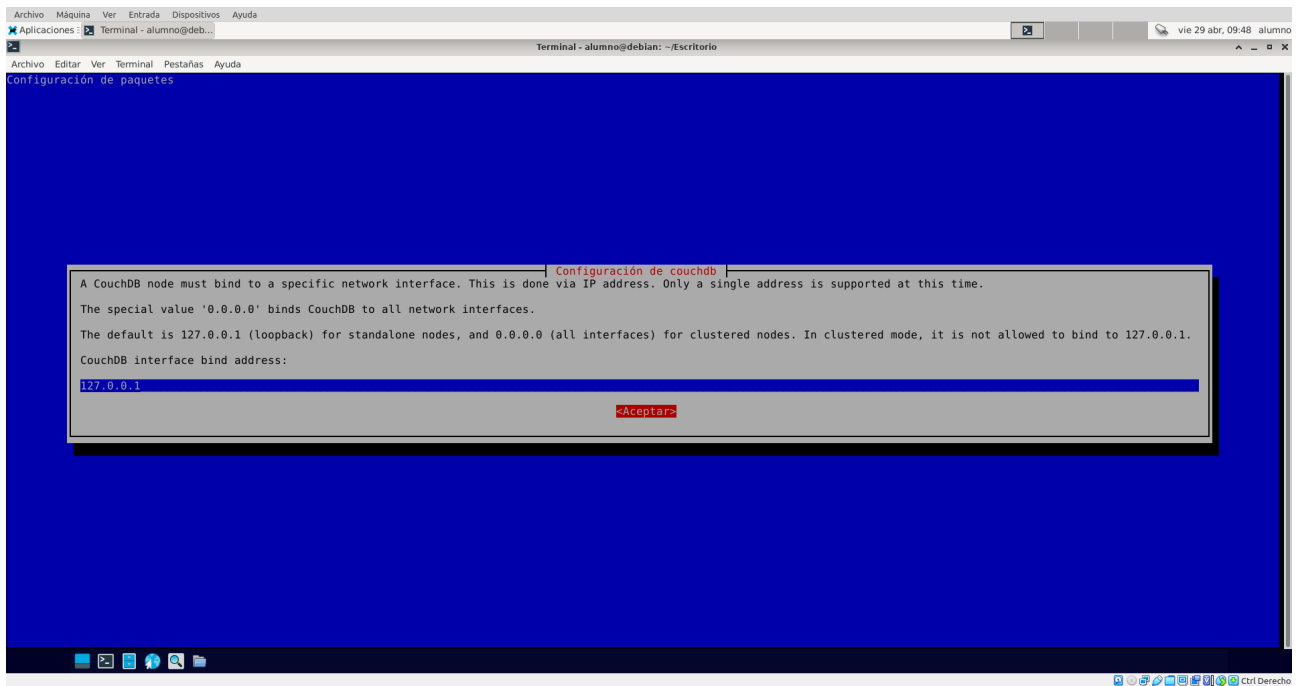 Archivo Máquina Ver Entrada Dispositivos Ayuda
Aplicaciones Terminal - alumno@deb... vie 29 abr, 09:48 alumno
Terminal - alumno@debian: ~/Escritorio
Archivo Editar Ver Terminal Pestañas Ayuda
Configuración de paquetes
Configuración de couchdb
A CouchDB node must bind to a specific network interface. This is done via IP address. Only a single address is supported at this time.
The special value '0.0.0.0' binds CouchDB to all network interfaces.
The default is 127.0.0.1 (loopback) for standalone nodes, and 0.0.0.0 (all interfaces) for clustered nodes. In clustered mode, it is not allowed to bind to 127.0.0.1.
CouchDB interface bind address:
127.0.0.1
<Aceptar>
Ctrl Derecho